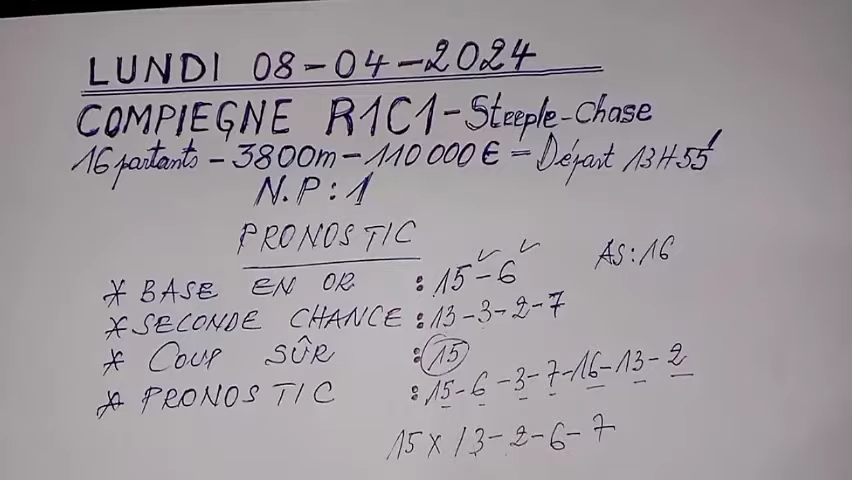 LUNDI 08-04-2024
COMPIEGNE R1C1-Steeple-Chase
16 partants - 3800m - 110 000 € = Départ 13H55'
N.P: 1
PRONOSTIC
AS: 16
* BASE EN OR : 15-6
* SECONDE CHANCE : 13-3-2-7
* COUP SÛR : 15
* PRONOSTIC : 15-6-3-7-16-13-2
15 X 13-2-6-7